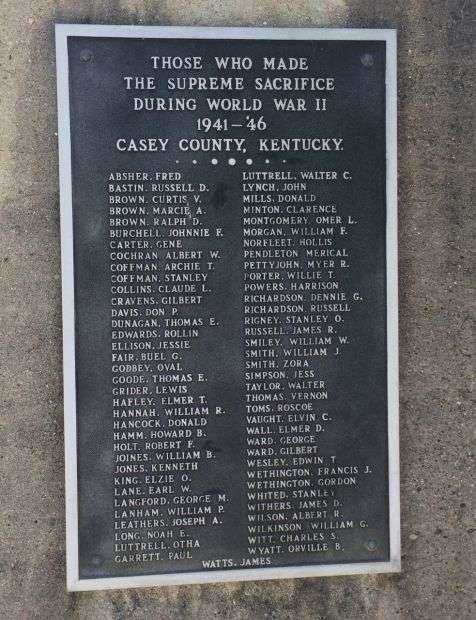 THOSE WHO MADE
THE SUPREME SACRIFICE
DURING WORLD WAR II
1941-'46
CASEY COUNTY, KENTUCKY.
ABSHER, FRED
BASTIN, RUSSELL D.
BROWN, CURTIS V.
BROWN, MARCIE A.
BROWN, RALPH D.
BURCHELL, JOHNNIE F.
CARTER, GENE
COCHRAN, ALBERT W.
COFFMAN, ARCHIE T.
COFFMAN, STANLEY
COLLINS, CLAUDE L.
CRAVENS, GILBERT
DAVIS, DON P.
DUNAGAN, THOMAS E.
EDWARDS, ROLLIN
ELLISON, JESSIE
FAIR, BUEL G.
GODBEY, OVAL
GOODE, THOMAS E.
GRIDER, LEWIS
HAFLEY, ELMER T.
HANNAH, WILLIAM R.
HANCOCK, DONALD
HAMM, HOWARD B.
HOLT, ROBERT F.
JOINES, WILLIAM B.
JONES, KENNETH
KING, ELZIE O.
LANE, EARL W.
LANGFORD, GEORGE M.
LANHAM, WILLIAM P.
LEATHERS, JOSEPH A.
LONG, NOAH E.
LUTTRELL, OTHA
GARRETT, PAUL
LUTTRELL, WALTER C.
LYNCH, JOHN
MILLS, DONALD
MINTON, CLARENCE
MONTGOMERY, OMER L.
MORGAN, WILLIAM F.
NORFLEET, HOLLIS
PENDLETON MERICAL
PETTYJOHN, MYER R.
PORTER, WILLIE T.
POWERS, HARRISON
RICHARDSON, DENNIE G.
RICHARDSON, RUSSELL
RIGNEY, STANLEY O.
RUSSELL, JAMES R.
SMILEY, WILLIAM W.
SMITH, WILLIAM J.
SMITH, ZORA
SIMPSON, JESS
TAYLOR, WALTER
THOMAS, VERNON
TOMS, ROSCOE
VAUGHT, ELVIN C.
WALL, ELMER D.
WARD, GEORGE
WARD, GILBERT
WESLEY, EDWIN T.
WETHINGTON, FRANCIS J.
WETHINGTON, GORDON
WHITED, STANLEY
WITHERS, JAMES D.
WILSON, ALBERT R.
WILKINSON, WILLIAM G.
WITT, CHARLES S.
WYATT, ORVILLE B.
WATTS, JAMES